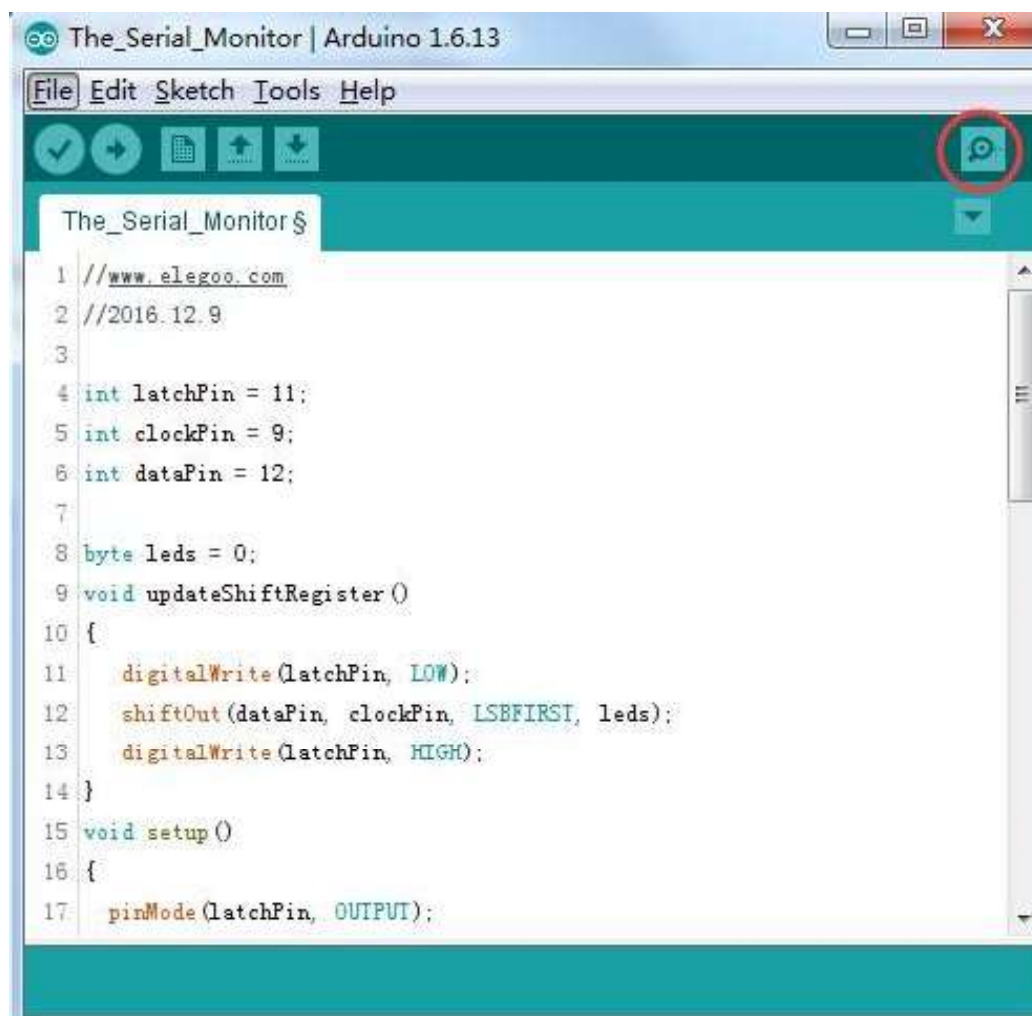 The_Serial_Monitor | Arduino 1.6.13
File Edit Sketch Tools Help
The_Serial_Monitor §
1 //www.elegoo.com
2 //2016.12.9
3
4 int latchPin = 11;
5 int clockPin = 9;
6 int dataPin = 12;
7
8 byte leds = 0;
9 void updateShiftRegister()
10 {
11 digitalWrite(latchPin, LOW);
12 shiftOut(dataPin, clockPin, LSBFIRST, leds);
13 digitalWrite(latchPin, HIGH);
14 }
15 void setup()
16 {
17 pinMode(latchPin, OUTPUT);